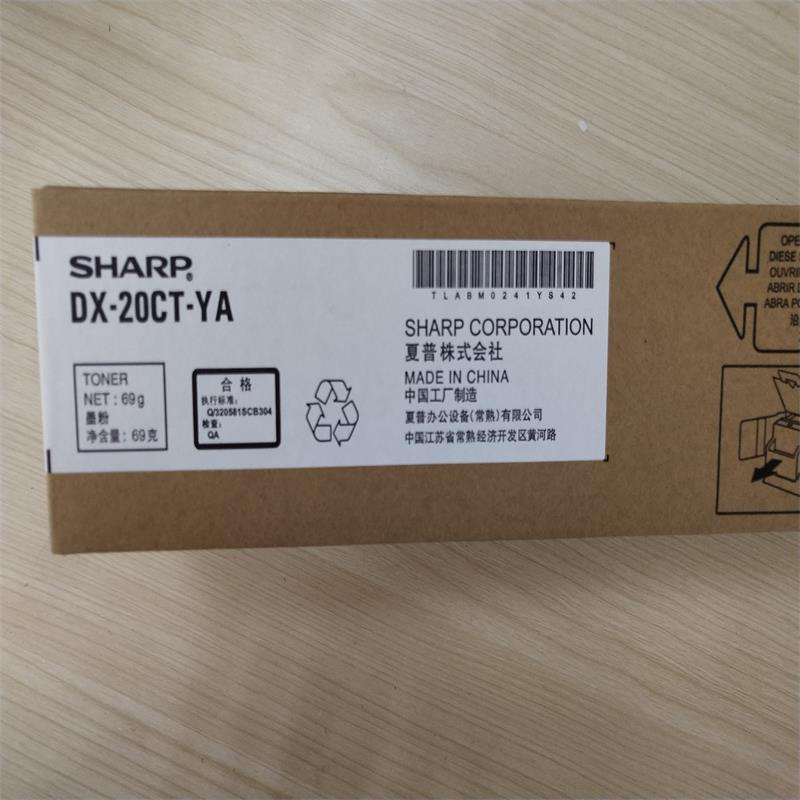 SHARP®
DX-20CT-YA
TONER
NET : 69g
墨粉
净含量: 69克
合 格
执行标准:
Q/320581SCB304
检查:
QA
TLABM0241YS42
SHARP CORPORATION
夏普株式会社
MADE IN CHINA
中国工厂制造
夏普办公设备(常熟)有限公司
中国江苏省常熟经济开发区黄河路
DIESE
沿